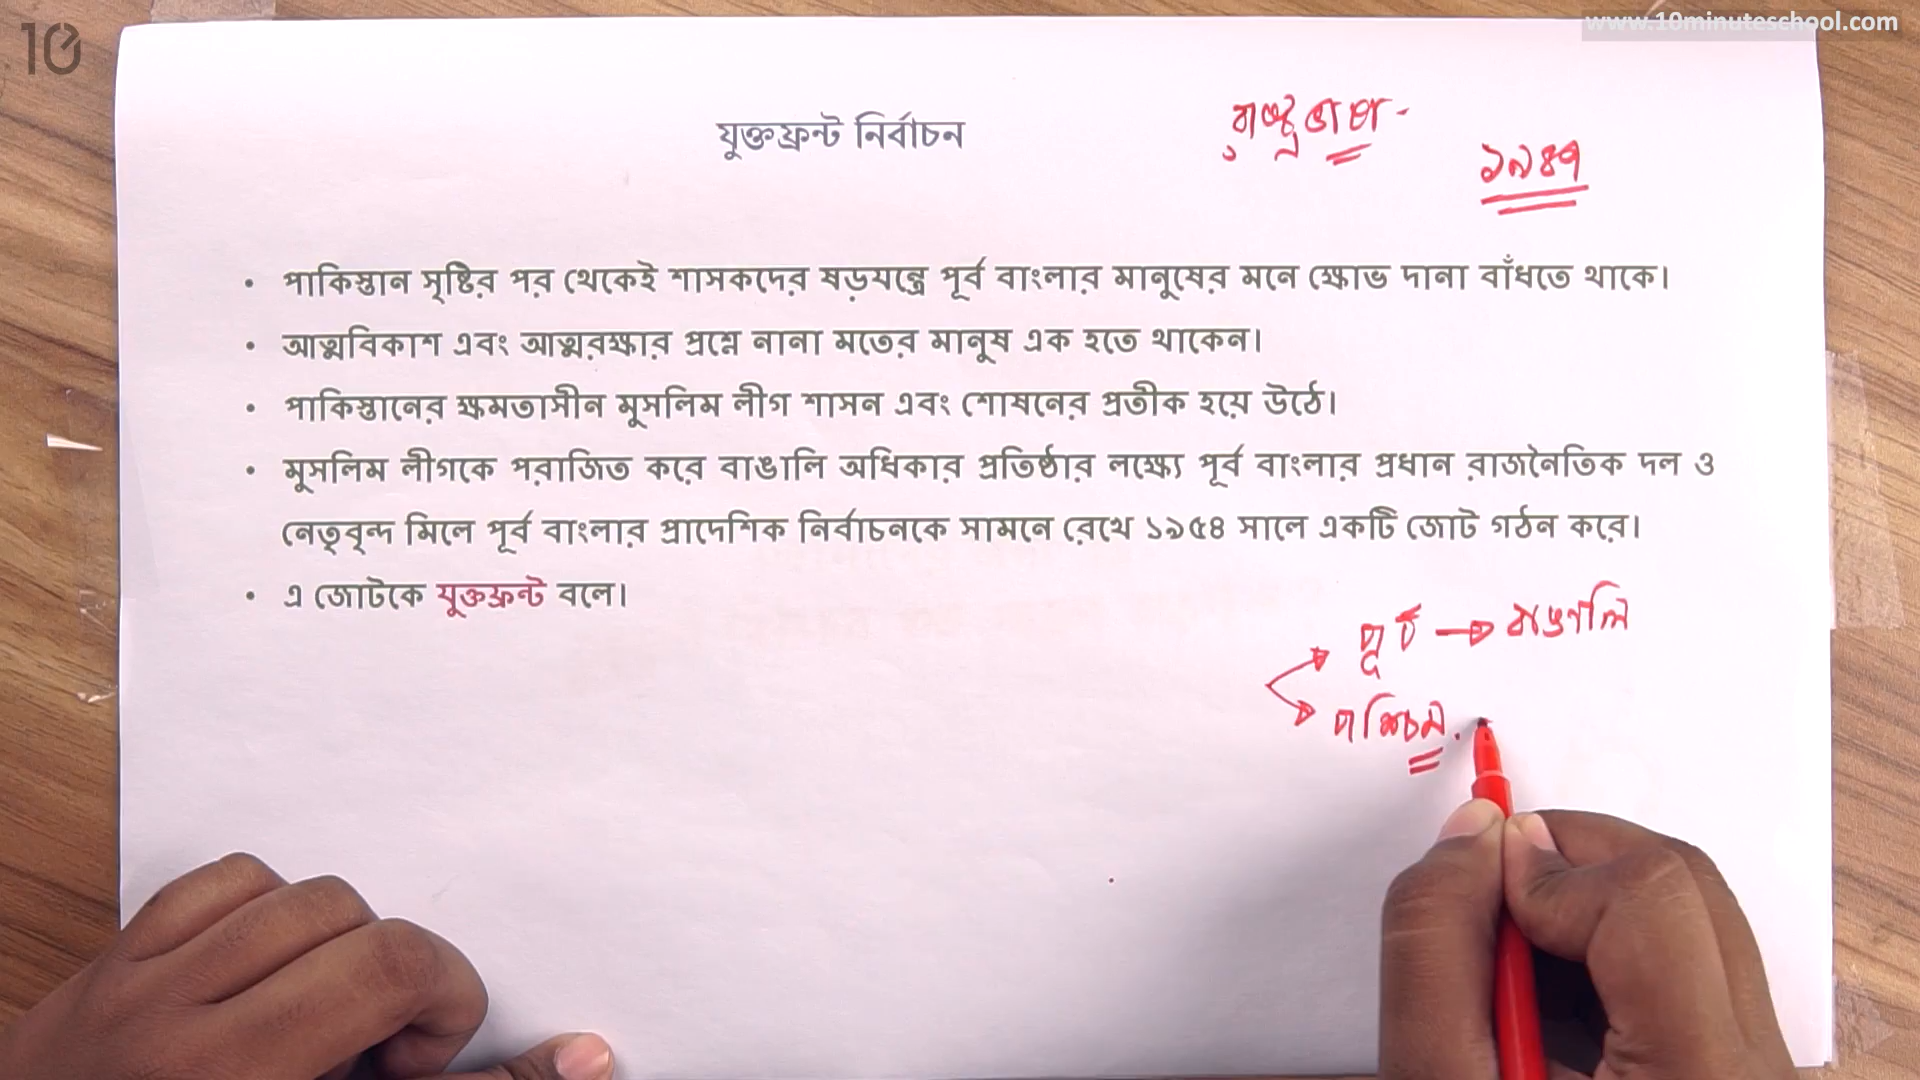 10
www.10minuteschool.com
যুক্তফ্রন্ট নির্বাচন
রাষ্ট্রভাষা-
১৯৪৭
• পাকিস্তান সৃষ্টির পর থেকেই শাসকদের ষড়যন্ত্রে পূর্ব বাংলার মানুষের মনে ক্ষোভ দানা বাঁধতে থাকে।
• আত্মবিকাশ এবং আত্মরক্ষার প্রশ্নে নানা মতের মানুষ এক হতে থাকেন।
• পাকিস্তানের ক্ষমতাসীন মুসলিম লীগ শাসন এবং শোষনের প্রতীক হয়ে উঠে।
• মুসলিম লীগকে পরাজিত করে বাঙালি অধিকার প্রতিষ্ঠার লক্ষ্যে পূর্ব বাংলার প্রধান রাজনৈতিক দল ও
নেতৃবৃন্দ মিলে পূর্ব বাংলার প্রাদেশিক নির্বাচনকে সামনে রেখে ১৯৫৪ সালে একটি জোট গঠন করে।
• এ জোটকে যুক্তফ্রন্ট বলে।
পূর্ব → বাঙালি
পশ্চিম